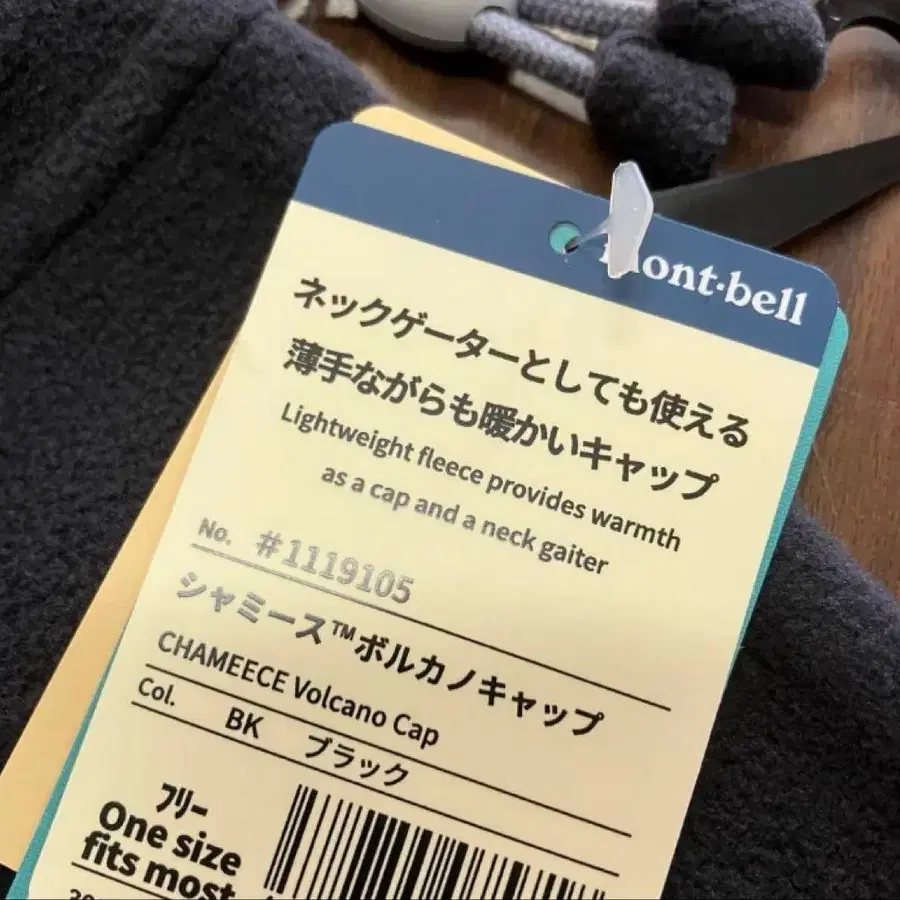 mont-bell
ネックゲーターとしても使える
薄手ながらも暖かいキャップ
Lightweight fleece provides warmth
as a cap and a neck gaiter
No. #1119105
シャミース™ボルカノキャップ
CHAMEECE Volcano Cap
Col. BK ブラック
フリー
One size
fits most